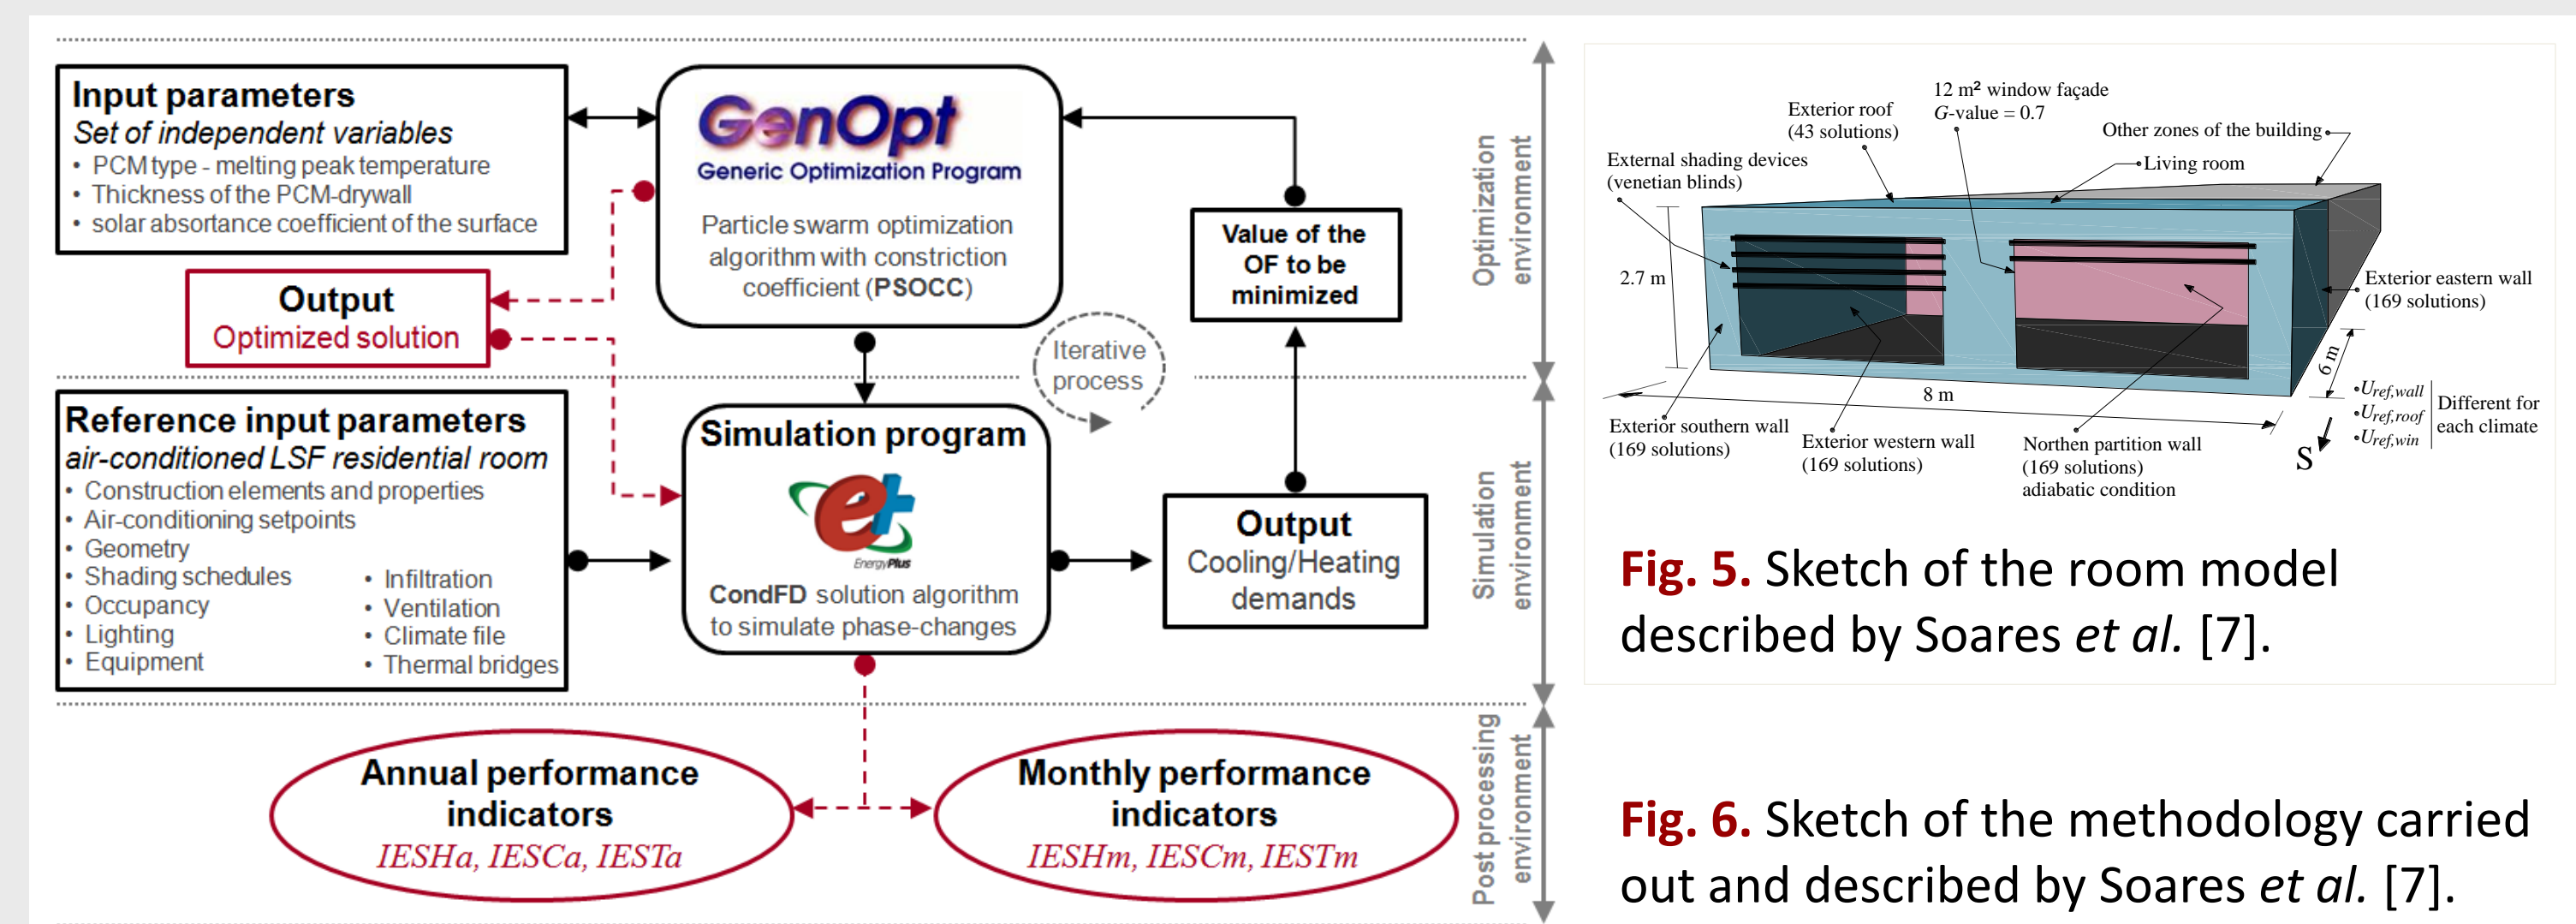 Input parameters
Set of independent variables
• PCM type - melting peak temperature
• Thickness of the PCM-drywall
• solar absortance coefficient of the surface
GenOpt
Generic Optimization Program
Particle swarm optimization
algorithm with constriction
coefficient (PSOCC)
Value of the
OF to be
minimized
Output
Optimized solution
Iterative
process
Optimization
environment
Reference input parameters
air-conditioned LSF residential room
• Construction elements and properties
• Air-conditioning setpoints
• Geometry
• Shading schedules
• Occupancy
• Lighting
• Equipment
• Infiltration
• Ventilation
• Climate file
• Thermal bridges
Simulation program
e+
EnergyPlus
CondFD solution algorithm
to simulate phase-changes
Output
Cooling/Heating
demands
Simulation
environment
Annual performance
indicators
IESHa, IESCa, IESTa
Monthly performance
indicators
IESHm, IESCm, IESTm
Post processing
environment
12 m² window façade
G-value = 0.7
Exterior roof
(43 solutions)
Other zones of the building
External shading devices
(venetian blinds)
Living room
2.7 m
Exterior eastern wall
(169 solutions)
6 m
8 m
Uref,wall
Uref,roof
Uref,win
Different for
each climate
S
Exterior southern wall
(169 solutions)
Exterior western wall
(169 solutions)
Northen partition wall
(169 solutions)
adiabatic condition
Fig. 5. Sketch of the room model
described by Soares et al. [7].
Fig. 6. Sketch of the methodology carried
out and described by Soares et al. [7].